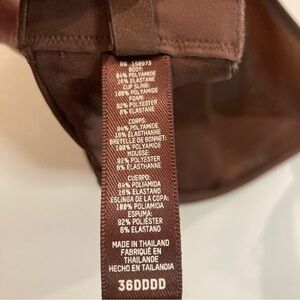 RN 158973
BODY:
84% POLYAMIDE
16% ELASTANE
CUP SLING:
100% POLYAMIDE
FOAM:
92% POLYESTER
8% ELASTANE
CORPS:
84% POLYAMIDE
16% ÉLASTHANNE
BRETELLE DE BONNET:
100% POLYAMIDE
MOUSSE:
92% POLYESTER
8% ÉLASTHANNE
CUERPO:
84% POLIAMIDA
16% ELASTANO
ESLINGA DE LA COPA:
100% POLIAMIDA
ESPUMA:
92% POLIÉSTER
8% ELASTANO
MADE IN THAILAND
FABRIQUÉ EN
THAÏLANDE
HECHO EN TAILANDIA
36DDDD